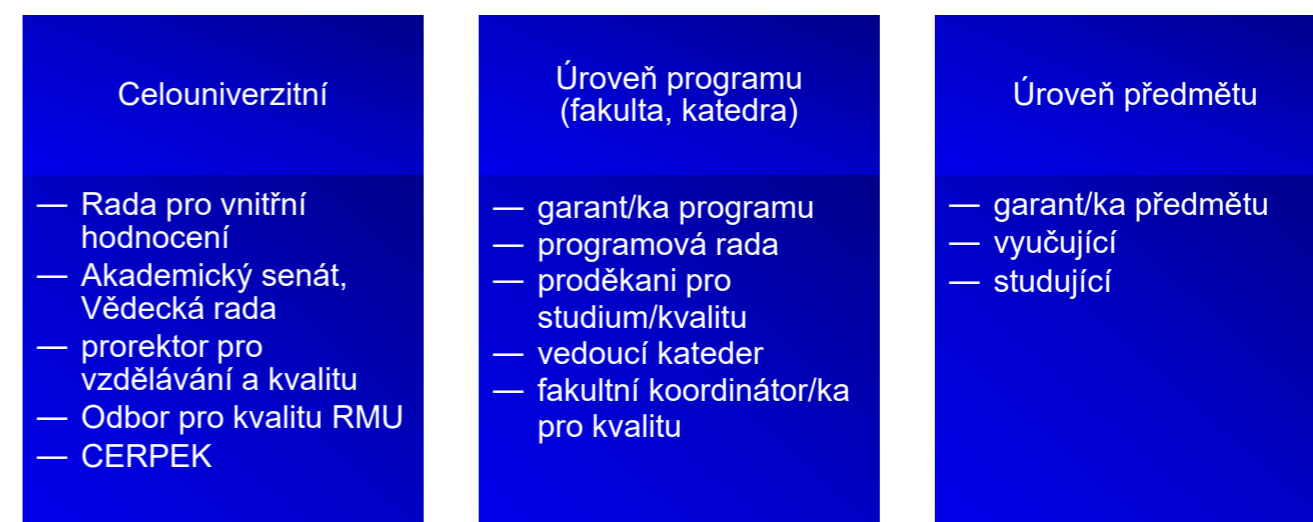 Celouniverzitní
— Rada pro vnitřní
hodnocení
— Akademický senát,
Vědecká rada
— prorektor pro
vzdělávání a kvalitu
— Odbor pro kvalitu RMU
— CERPEK
Úroveň programu
(fakulta, katedra)
— garant/ka programu
— programová rada
— proděkani pro
studium/kvalitu
— vedoucí kateder
— fakultní koordinátor/ka
pro kvalitu
Úroveň předmětu
— garant/ka předmětu
— vyučující
— studující